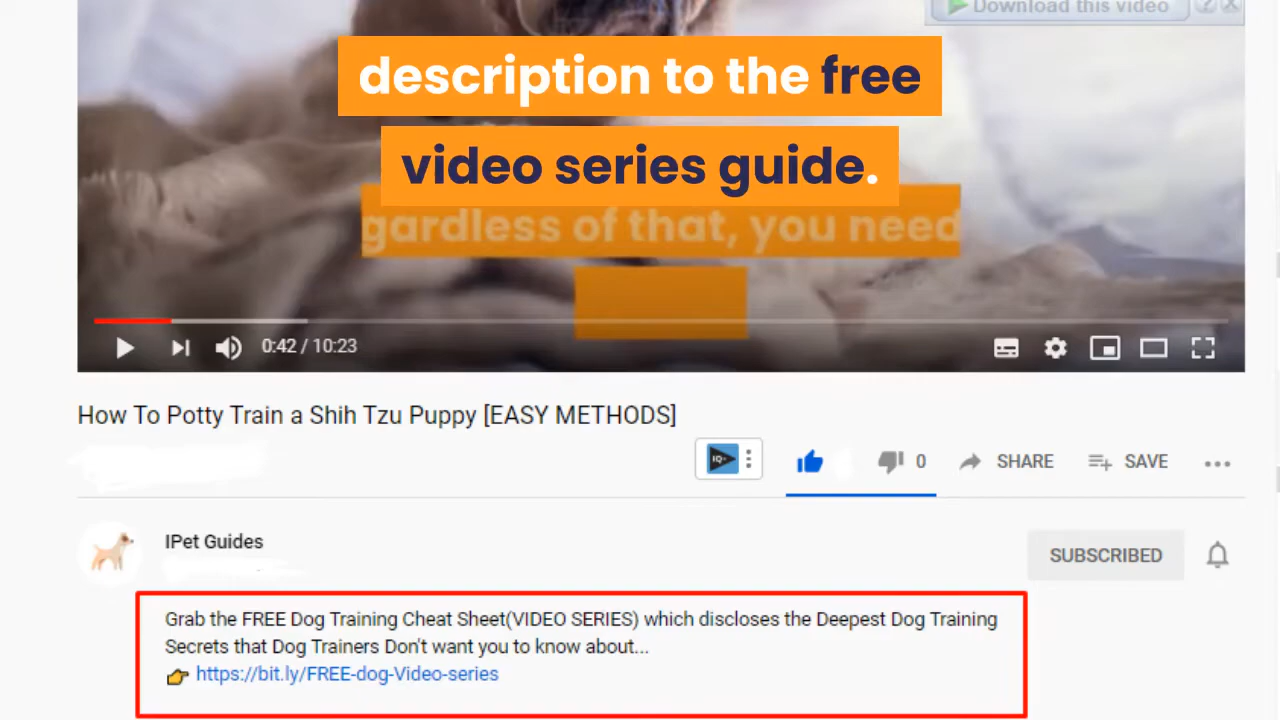 Download this video
description to the free
video series guide.
gardless of that, you need
0:42 / 10:23
How To Potty Train a Shih Tzu Puppy [EASY METHODS]
IQ
0
SHARE
SAVE
IPet Guides
SUBSCRIBED
Grab the FREE Dog Training Cheat Sheet(VIDEO SERIES) which discloses the Deepest Dog Training
Secrets that Dog Trainers Don't want you to know about...
👉 https://bit.ly/FREE-dog-Video-series